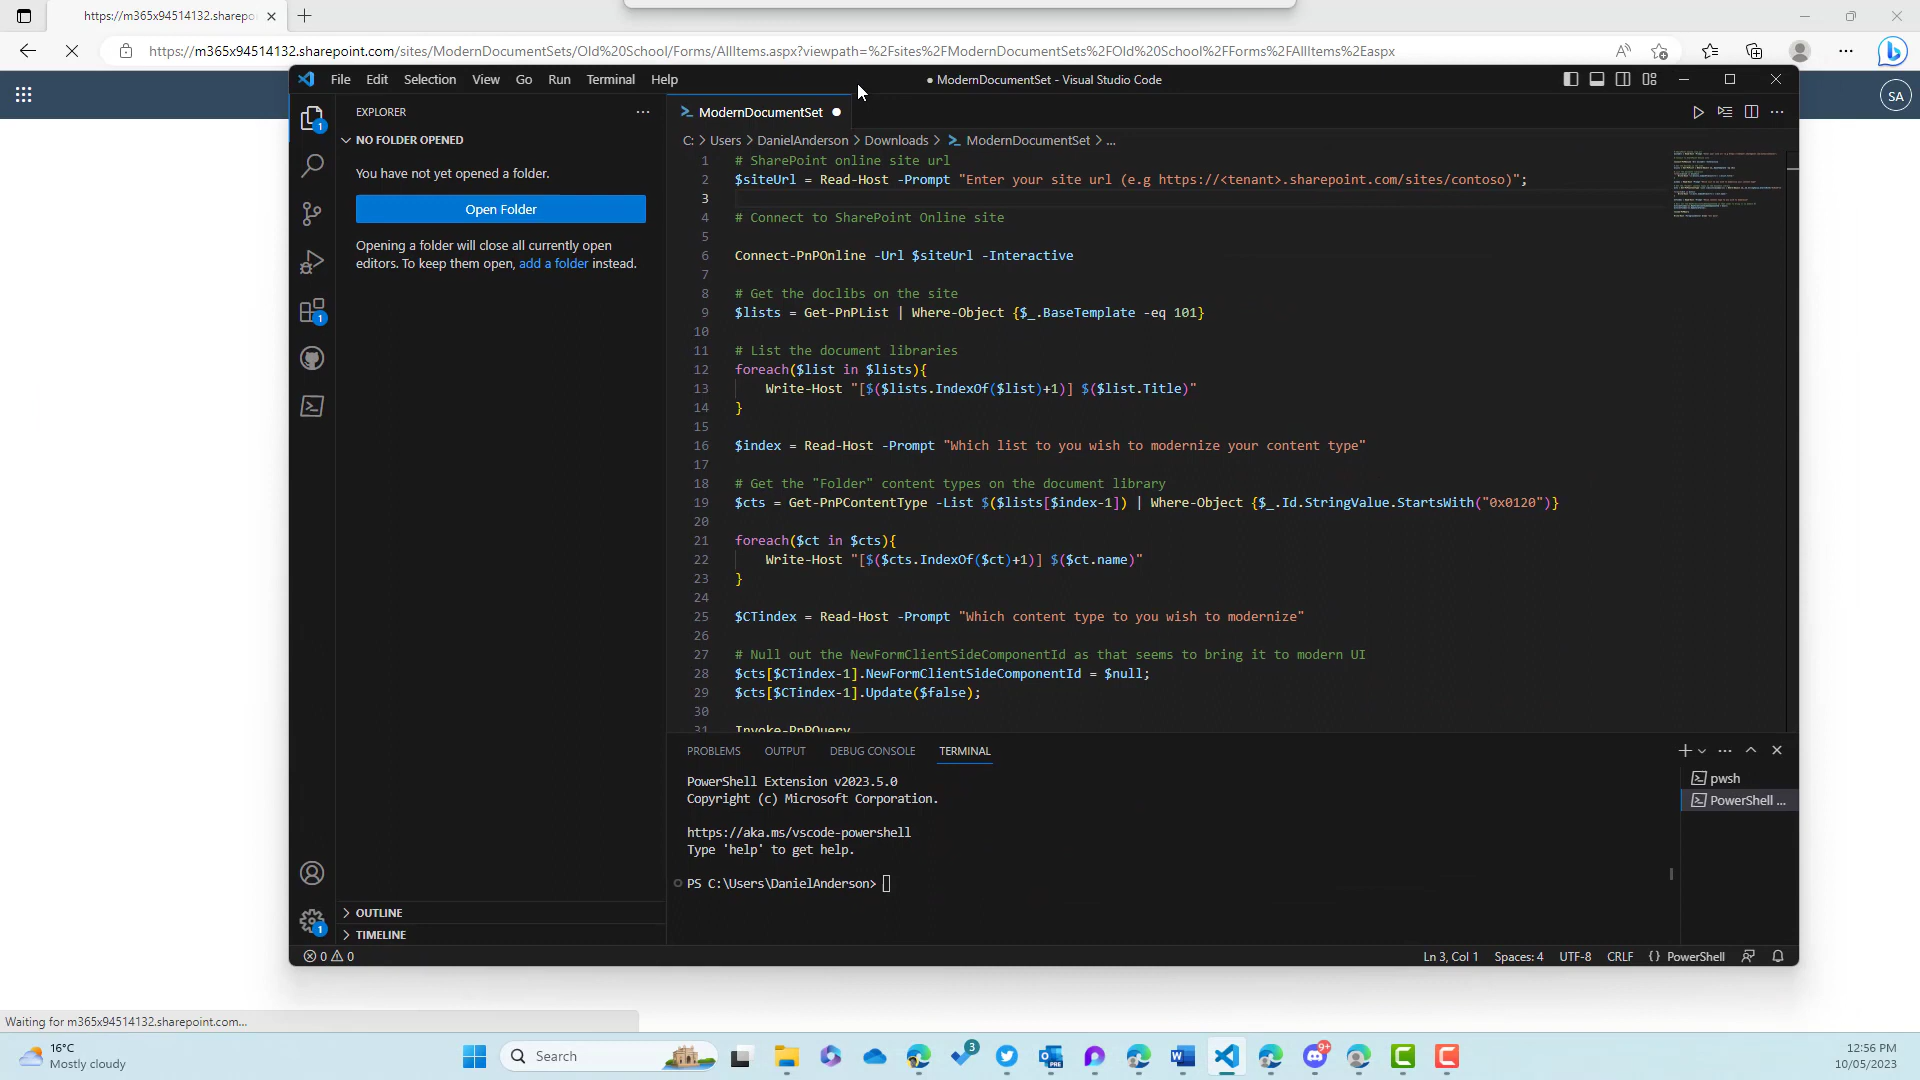 https://m365x94514132.sharepo
https://m365x94514132.sharepoint.com/sites/ModernDocumentSets/Old%20School/Forms/AllItems.aspx?viewpath=%2Fsites%2FModernDocumentSets%2FOld%20School%2FForms%2FAllItems%2Easpx
SA
File Edit Selection View Go Run Terminal Help
● ModernDocumentSet - Visual Studio Code
EXPLORER
NO FOLDER OPENED
You have not yet opened a folder.
Open Folder
Opening a folder will close all currently open
editors. To keep them open, add a folder instead.
OUTLINE
TIMELINE
1
1
1
ModernDocumentSet
C: > Users > DanielAnderson > Downloads > ModernDocumentSet > ...
1 # SharePoint online site url
2 $siteUrl = Read-Host -Prompt "Enter your site url (e.g https://<tenant>.sharepoint.com/sites/contoso)";
3
4 # Connect to SharePoint Online site
5
6 Connect-PnPOnline -Url $siteUrl -Interactive
7
8 # Get the doclibs on the site
9 $lists = Get-PnPList | Where-Object {$_.BaseTemplate -eq 101}
10
11 # List the document libraries
12 foreach($list in $lists){
13 Write-Host "[$($lists.IndexOf($list)+1)] $($list.Title)"
14 }
15
16 $index = Read-Host -Prompt "Which list to you wish to modernize your content type"
17
18 # Get the "Folder" content types on the document library
19 $cts = Get-PnPContentType -List $($lists[$index-1]) | Where-Object {$_.Id.StringValue.StartsWith("0x0120")}
20
21 foreach($ct in $cts){
22 Write-Host "[$($cts.IndexOf($ct)+1)] $($ct.name)"
23 }
24
25 $CTindex = Read-Host -Prompt "Which content type to you wish to modernize"
26
27 # Null out the NewFormClientSideComponentId as that seems to bring it to modern UI
28 $cts[$CTindex-1].NewFormClientSideComponentId = $null;
29 $cts[$CTindex-1].Update($false);
30
31 Invoke-PnPQuery
PROBLEMS OUTPUT DEBUG CONSOLE TERMINAL
PowerShell Extension v2023.5.0
Copyright (c) Microsoft Corporation.
https://aka.ms/vscode-powershell
Type 'help' to get help.
PS C:\Users\DanielAnderson>
pwsh
PowerShell ...
0 0
Ln 3, Col 1 Spaces: 4 UTF-8 CRLF {} PowerShell
Waiting for m365x94514132.sharepoint.com...
16°C
Mostly cloudy
Search
3
PRE
9+
12:56 PM
10/05/2023